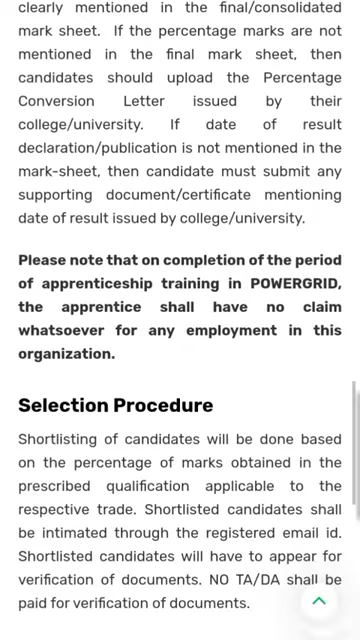 clearly mentioned in the final/consolidated
mark sheet. If the percentage marks are not
mentioned in the final mark sheet, then
candidates should upload the Percentage
Conversion Letter issued by their
college/university. If date of result
declaration/publication is not mentioned in the
mark-sheet, then candidate must submit any
supporting document/certificate mentioning
date of result issued by college/university.
Please note that on completion of the period
of apprenticeship training in POWERGRID,
the apprentice shall have no claim
whatsoever for any employment in this
organization.
Selection Procedure
Shortlisting of candidates will be done based
on the percentage of marks obtained in the
prescribed qualification applicable to the
respective trade. Shortlisted candidates shall
be intimated through the registered email id.
Shortlisted candidates will have to appear for
verification of documents. NO TA/DA shall be
paid for verification of documents.